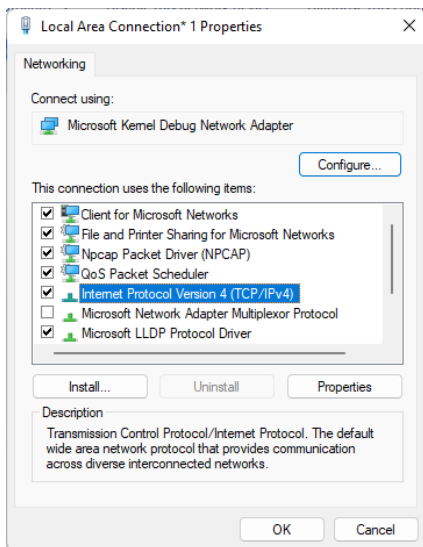 Local Area Connection* 1 Properties
Networking
Connect using:
Microsoft Kernel Debug Network Adapter
Configure...
This connection uses the following items:
Client for Microsoft Networks
File and Printer Sharing for Microsoft Networks
Npcap Packet Driver (NPCAP)
QoS Packet Scheduler
Internet Protocol Version 4 (TCP/IPv4)
Microsoft Network Adapter Multiplexor Protocol
Microsoft LLDP Protocol Driver
Install... Uninstall Properties
Description
Transmission Control Protocol/Internet Protocol. The default
wide area network protocol that provides communication
across diverse interconnected networks.
OK Cancel